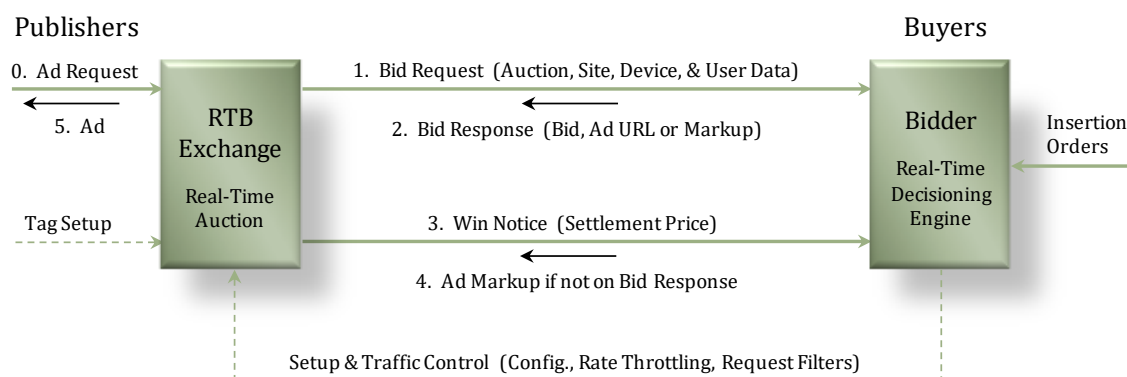 Publishers
Buyers
0. Ad Request
5. Ad
RTB
Exchange
Real-Time
Auction
Tag Setup
1. Bid Request (Auction, Site, Device, & User Data)
2. Bid Response (Bid, Ad URL or Markup)
3. Win Notice (Settlement Price)
4. Ad Markup if not on Bid Response
Bidder
Real-Time
Decisioning
Engine
Insertion
Orders
Setup & Traffic Control (Config., Rate Throttling, Request Filters)